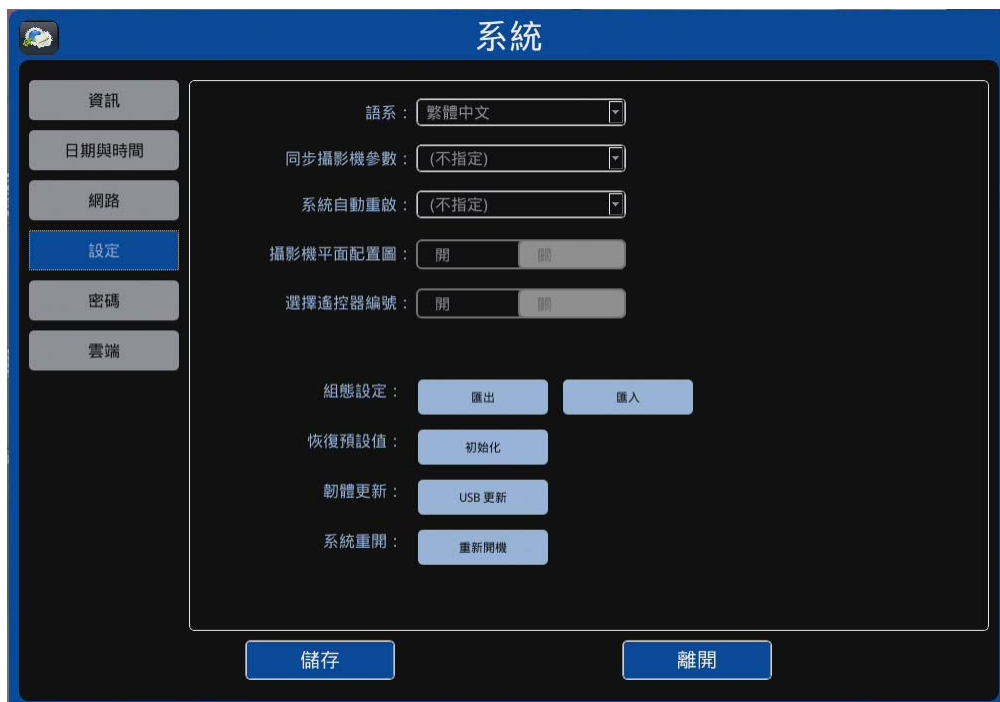 系統
資訊
日期與時間
網路
設定
密碼
雲端
語系： 繁體中文
同步攝影機參數： (不指定)
系統自動重啟： (不指定)
攝影機平面配置圖： 開 關
選擇遙控器編號： 開 關
組態設定： 匯出 匯入
恢復預設值： 初始化
韌體更新： USB 更新
系統重開： 重新開機
儲存 離開